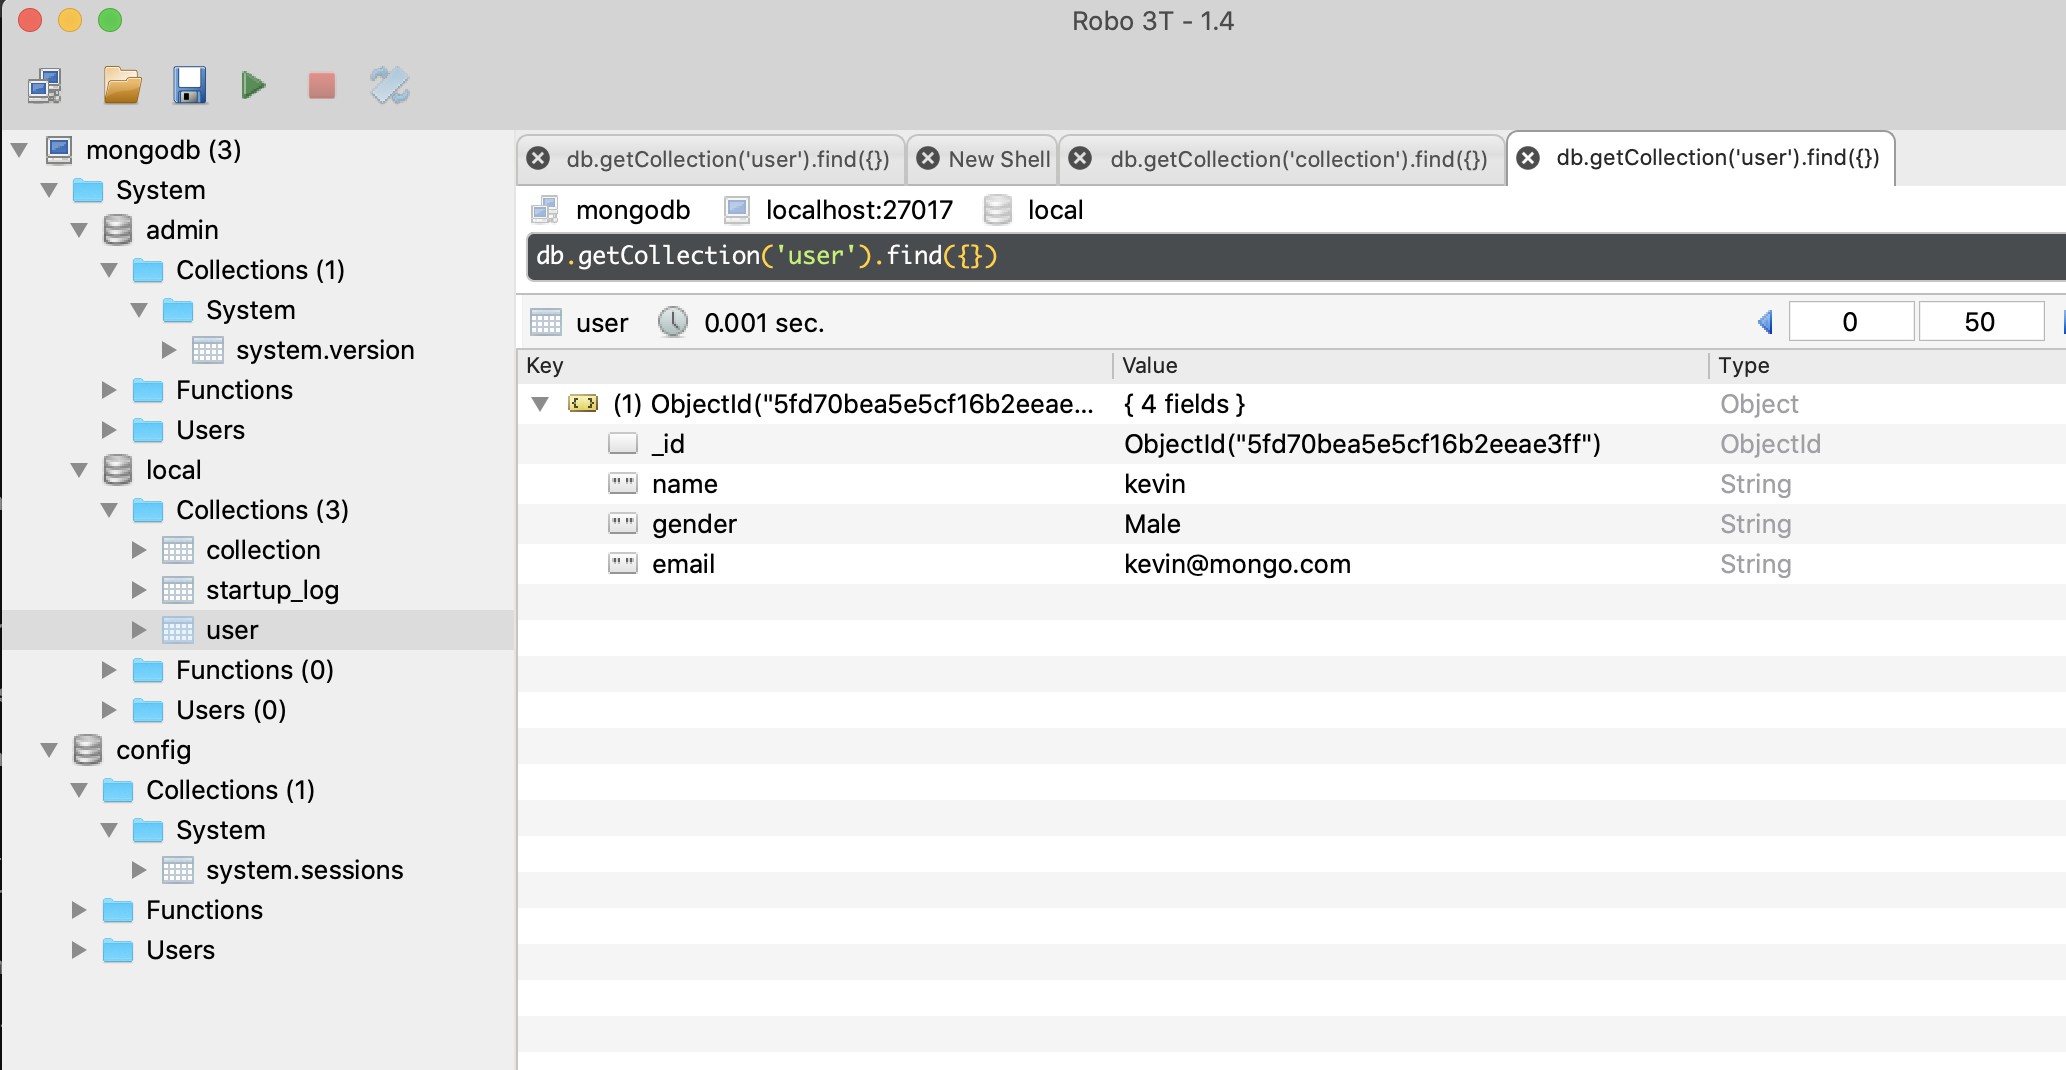 Robo 3T - 1.4
mongodb (3)
System
admin
Collections (1)
System
system.version
Functions
Users
local
Collections (3)
collection
startup_log
user
Functions (0)
Users (0)
config
Collections (1)
System
system.sessions
Functions
Users
db.getCollection('user').find({}) New Shell db.getCollection('collection').find({}) db.getCollection('user').find({})
mongodb localhost:27017 local
db.getCollection('user').find({})
user 0.001 sec. 0 50
Key Value Type
(1) ObjectId("5fd70bea5e5cf16b2eeae... { 4 fields } Object
_id ObjectId("5fd70bea5e5cf16b2eeae3ff") ObjectId
name kevin String
gender Male String
email kevin@mongo.com String